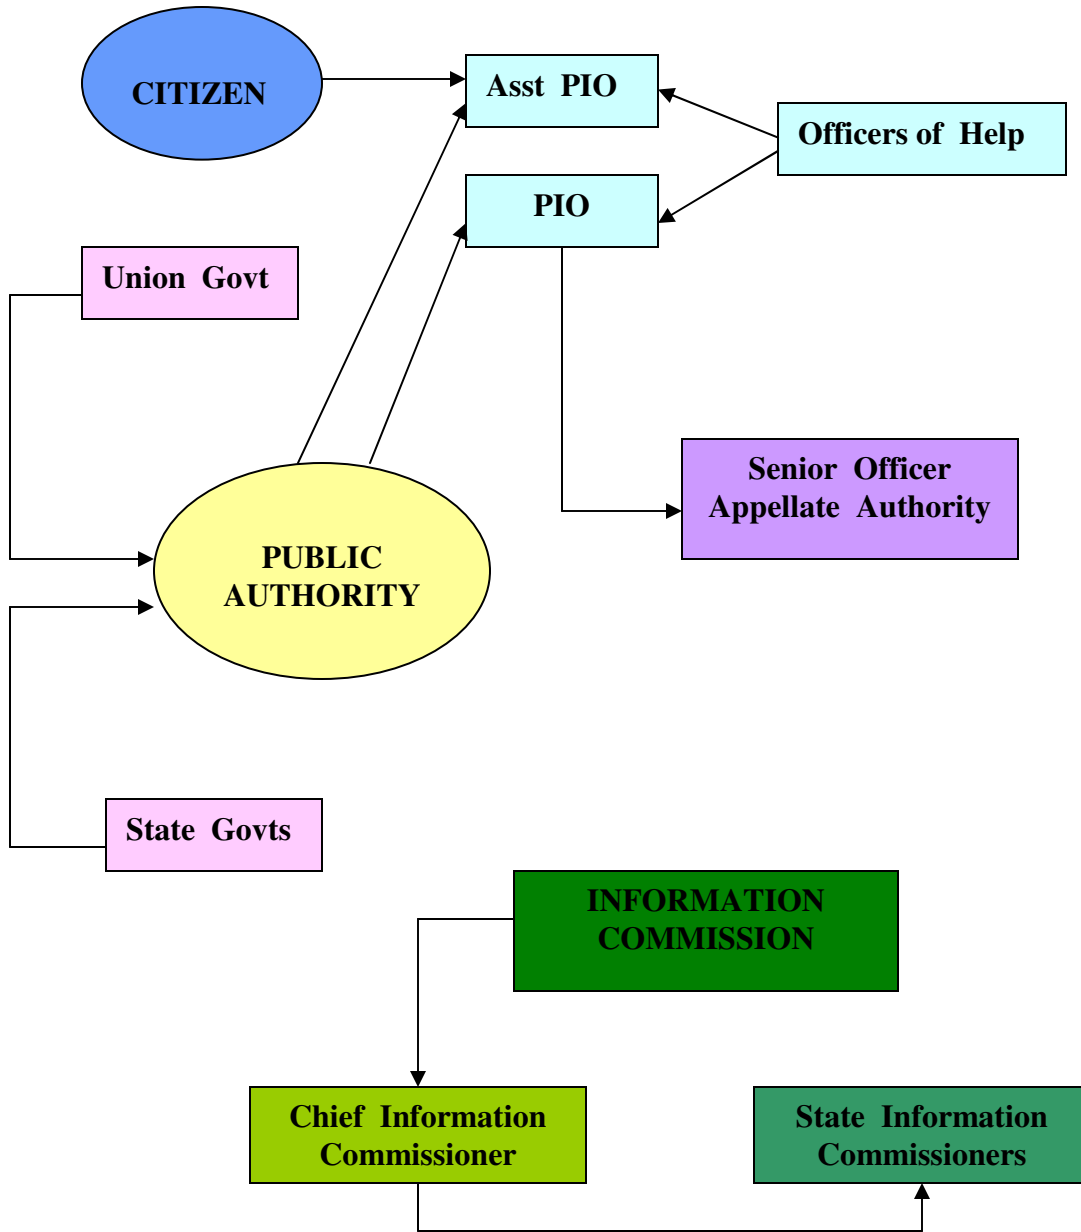 CITIZEN
Asst PIO
Officers of Help
PIO
Union Govt
Senior Officer
Appellate Authority
PUBLIC
AUTHORITY
State Govts
INFORMATION
COMMISSION
Chief Information
Commissioner
State Information
Commissioners